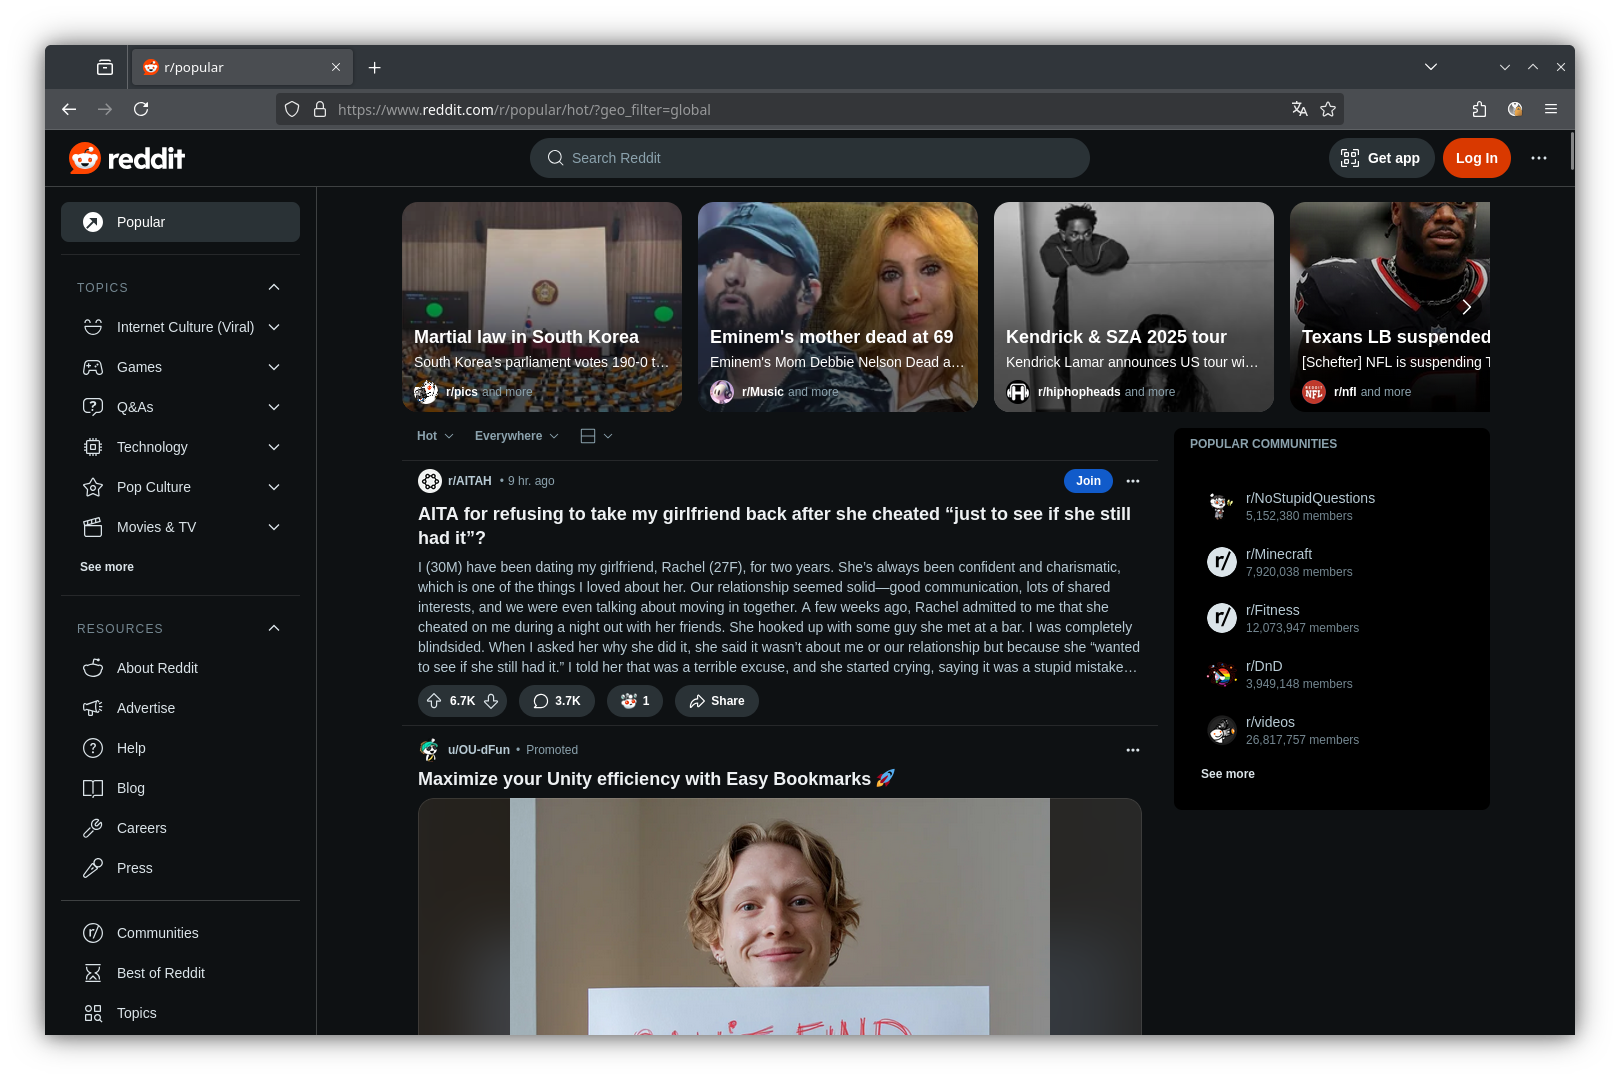 r/popular
https://www.reddit.com/r/popular/hot/?geo_filter=global
reddit
Search Reddit
Get app
Log In
Popular
TOPICS
Internet Culture (Viral)
Games
Q&As
Technology
Pop Culture
Movies & TV
See more
RESOURCES
About Reddit
Advertise
Help
Blog
Careers
Press
Communities
Best of Reddit
Topics
Martial law in South Korea
South Korea's parliament votes 190-0 t…
r/pics and more
Eminem's mother dead at 69
Eminem's Mom Debbie Nelson Dead a…
r/Music and more
Kendrick & SZA 2025 tour
Kendrick Lamar announces US tour wi…
r/hiphopheads and more
Texans LB suspended
[Schefter] NFL is suspending T
r/nfl and more
Hot
Everywhere
r/AITAH • 9 hr. ago
Join
AITA for refusing to take my girlfriend back after she cheated “just to see if she still
had it”?
I (30M) have been dating my girlfriend, Rachel (27F), for two years. She’s always been confident and charismatic,
which is one of the things I loved about her. Our relationship seemed solid—good communication, lots of shared
interests, and we were even talking about moving in together. A few weeks ago, Rachel admitted to me that she
cheated on me during a night out with her friends. She hooked up with some guy she met at a bar. I was completely
blindsided. When I asked her why she did it, she said it wasn’t about me or our relationship but because she “wanted
to see if she still had it.” I told her that was a terrible excuse, and she started crying, saying it was a stupid mistake…
6.7K
3.7K
1
Share
u/OU-dFun • Promoted
Maximize your Unity efficiency with Easy Bookmarks 🚀
POPULAR COMMUNITIES
r/NoStupidQuestions
5,152,380 members
r/
r/Minecraft
7,920,038 members
r/
r/Fitness
12,073,947 members
r/DnD
3,949,148 members
r/videos
26,817,757 members
See more